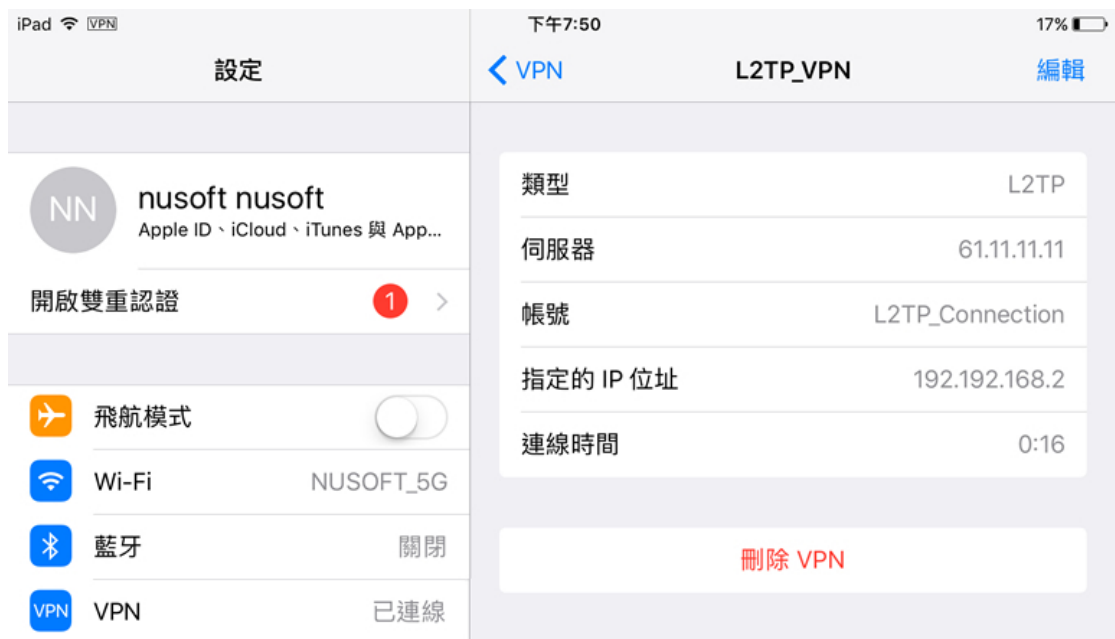 iPad VPN 下午7:50 17%
設定
VPN L2TP_VPN 編輯
NN
nusoft nusoft
Apple ID、iCloud、iTunes 與 App...
開啟雙重認證 1
飛航模式
Wi-Fi NUSOFT_5G
藍牙 關閉
VPN VPN 已連線
類型 L2TP
伺服器 61.11.11.11
帳號 L2TP_Connection
指定的 IP 位址 192.192.168.2
連線時間 0:16
刪除 VPN